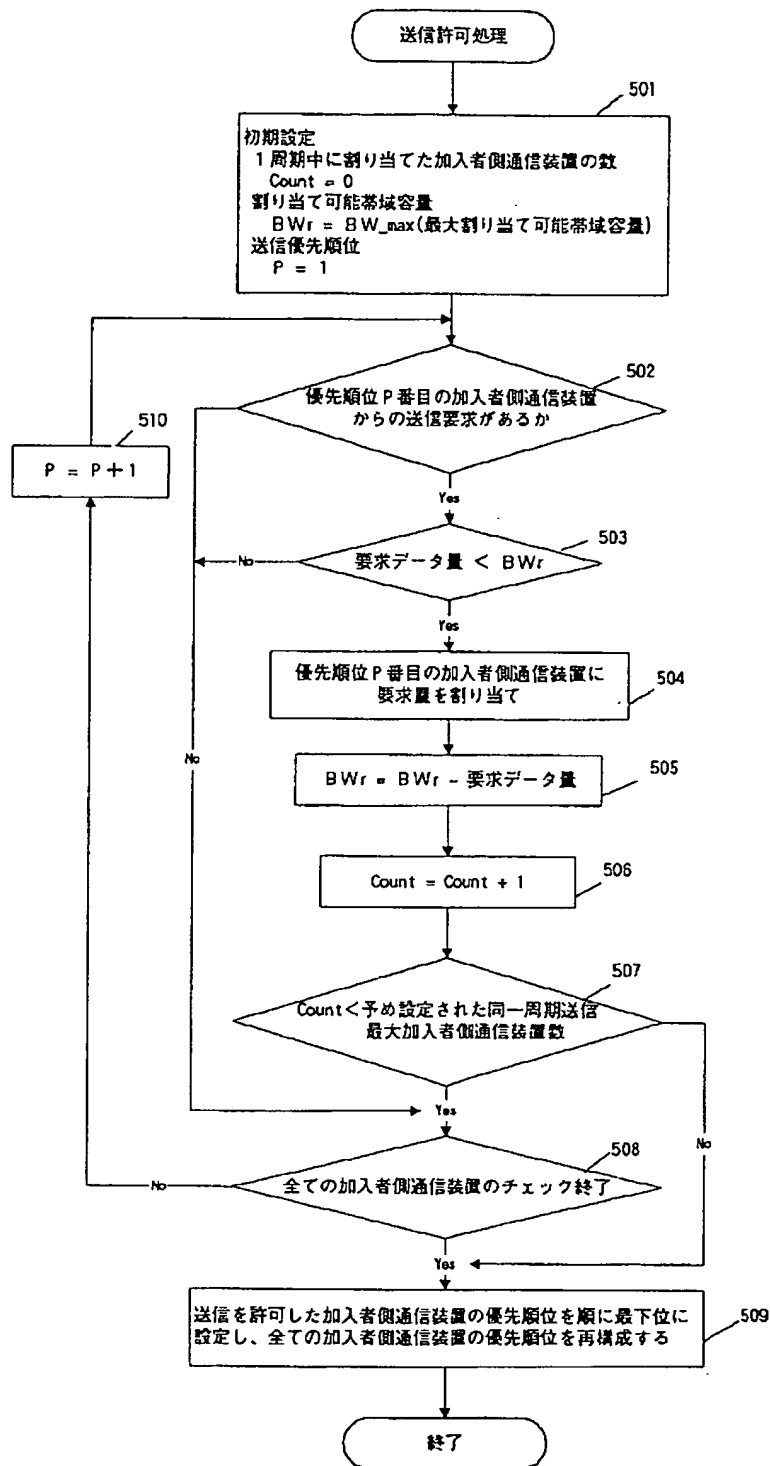 送信許可処理
501
初期設定
1周期中に割り当てた加入者側通信装置の数
Count = 0
割り当て可能帯域容量
BWr = BW_max(最大割り当て可能帯域容量)
送信優先順位
P = 1
502
優先順位P番目の加入者側通信装置
からの送信要求があるか
510
P = P+1
Yes
503
要求データ量 < BWr
No
Yes
優先順位P番目の加入者側通信装置に
要求量を割り当て
504
No
BWr = BWr - 要求データ量
505
Count = Count + 1
506
507
Count<予め設定された同一周期送信
最大加入者側通信装置数
Yes
No
508
全ての加入者側通信装置のチェック終了
No
Yes
送信を許可した加入者側通信装置の優先順位を順に最下位に
設定し、全ての加入者側通信装置の優先順位を再構成する
509
終了